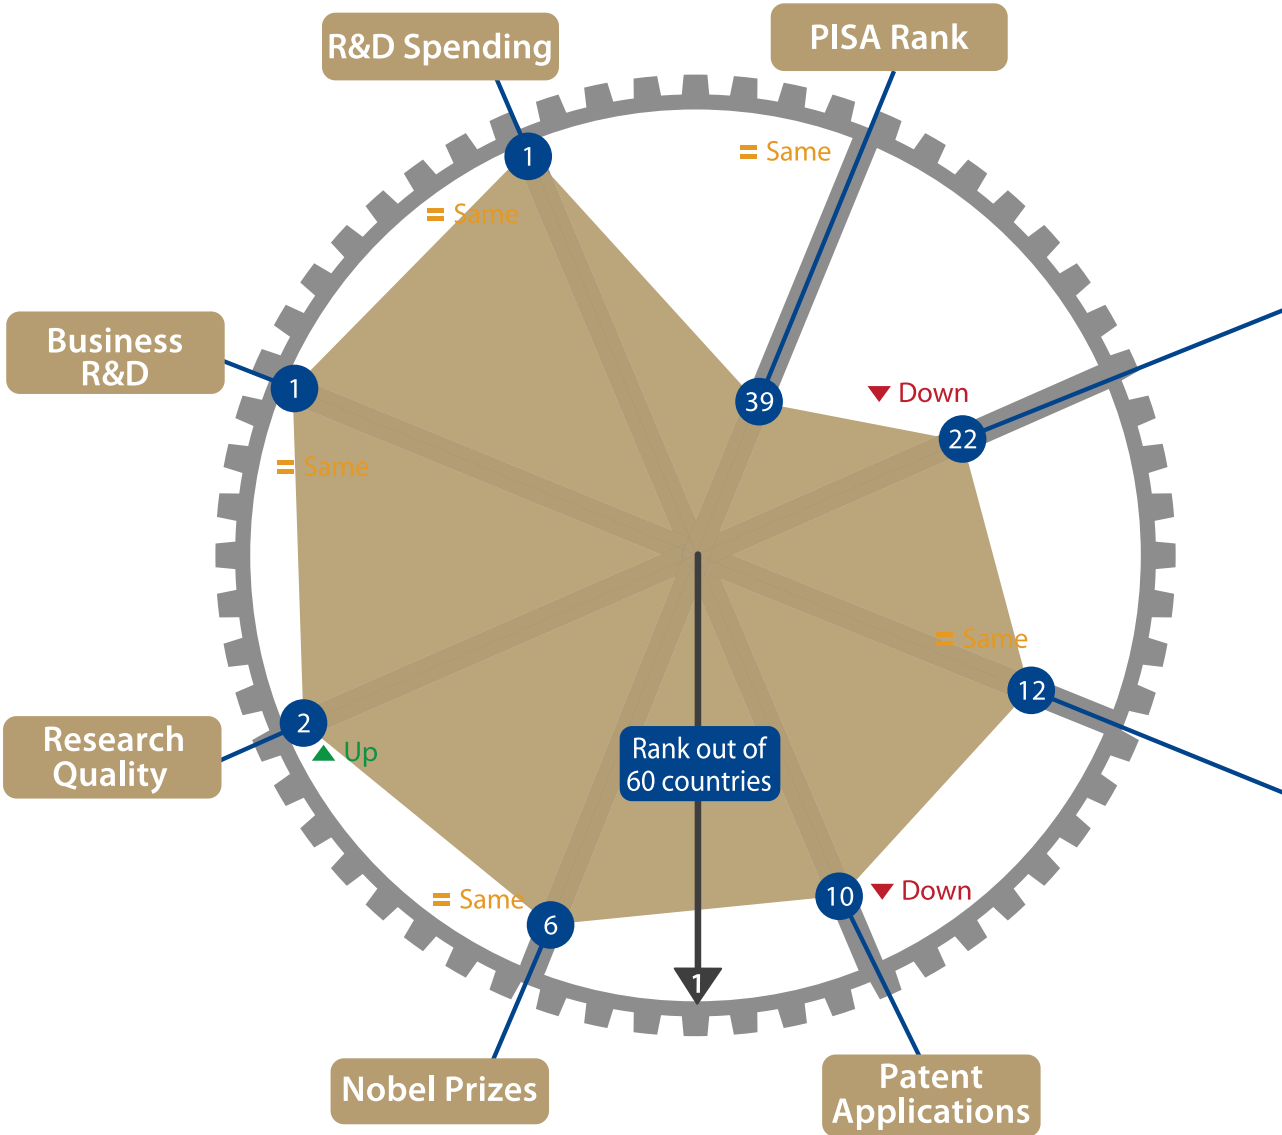 R&D Spending
PISA Rank
1
= Same
= Same
Business
R&D
1
39
Down
22
= Same
= Same
12
Research
Quality
2
Up
Rank out of
60 countries
= Same
6
10
Down
1
Nobel Prizes
Patent
Applications